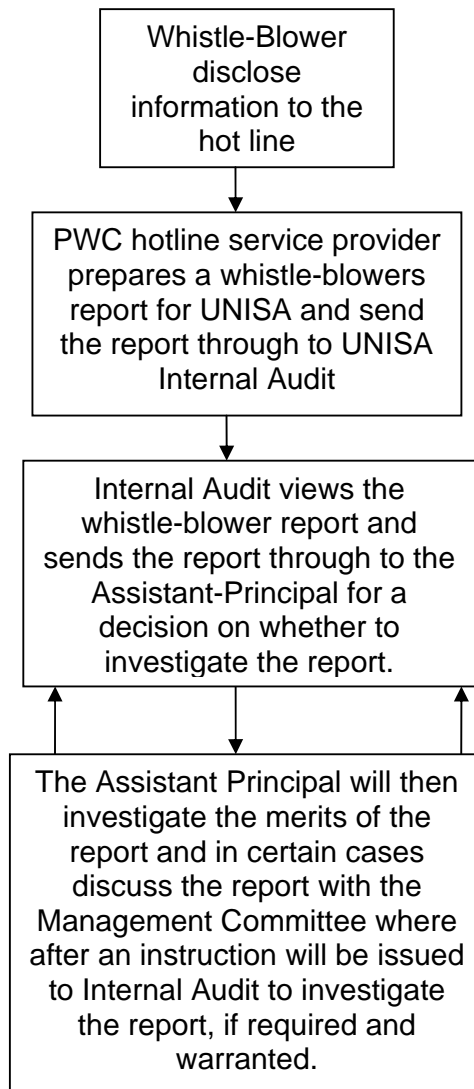 Whistle-Blower
disclose
information to the
hot line
PWC hotline service provider
prepares a whistle-blowers
report for UNISA and send
the report through to UNISA
Internal Audit
Internal Audit views the
whistle-blower report and
sends the report through to the
Assistant-Principal for a
decision on whether to
investigate the report.
The Assistant Principal will then
investigate the merits of the
report and in certain cases
discuss the report with the
Management Committee where
after an instruction will be issued
to Internal Audit to investigate
the report, if required and
warranted.